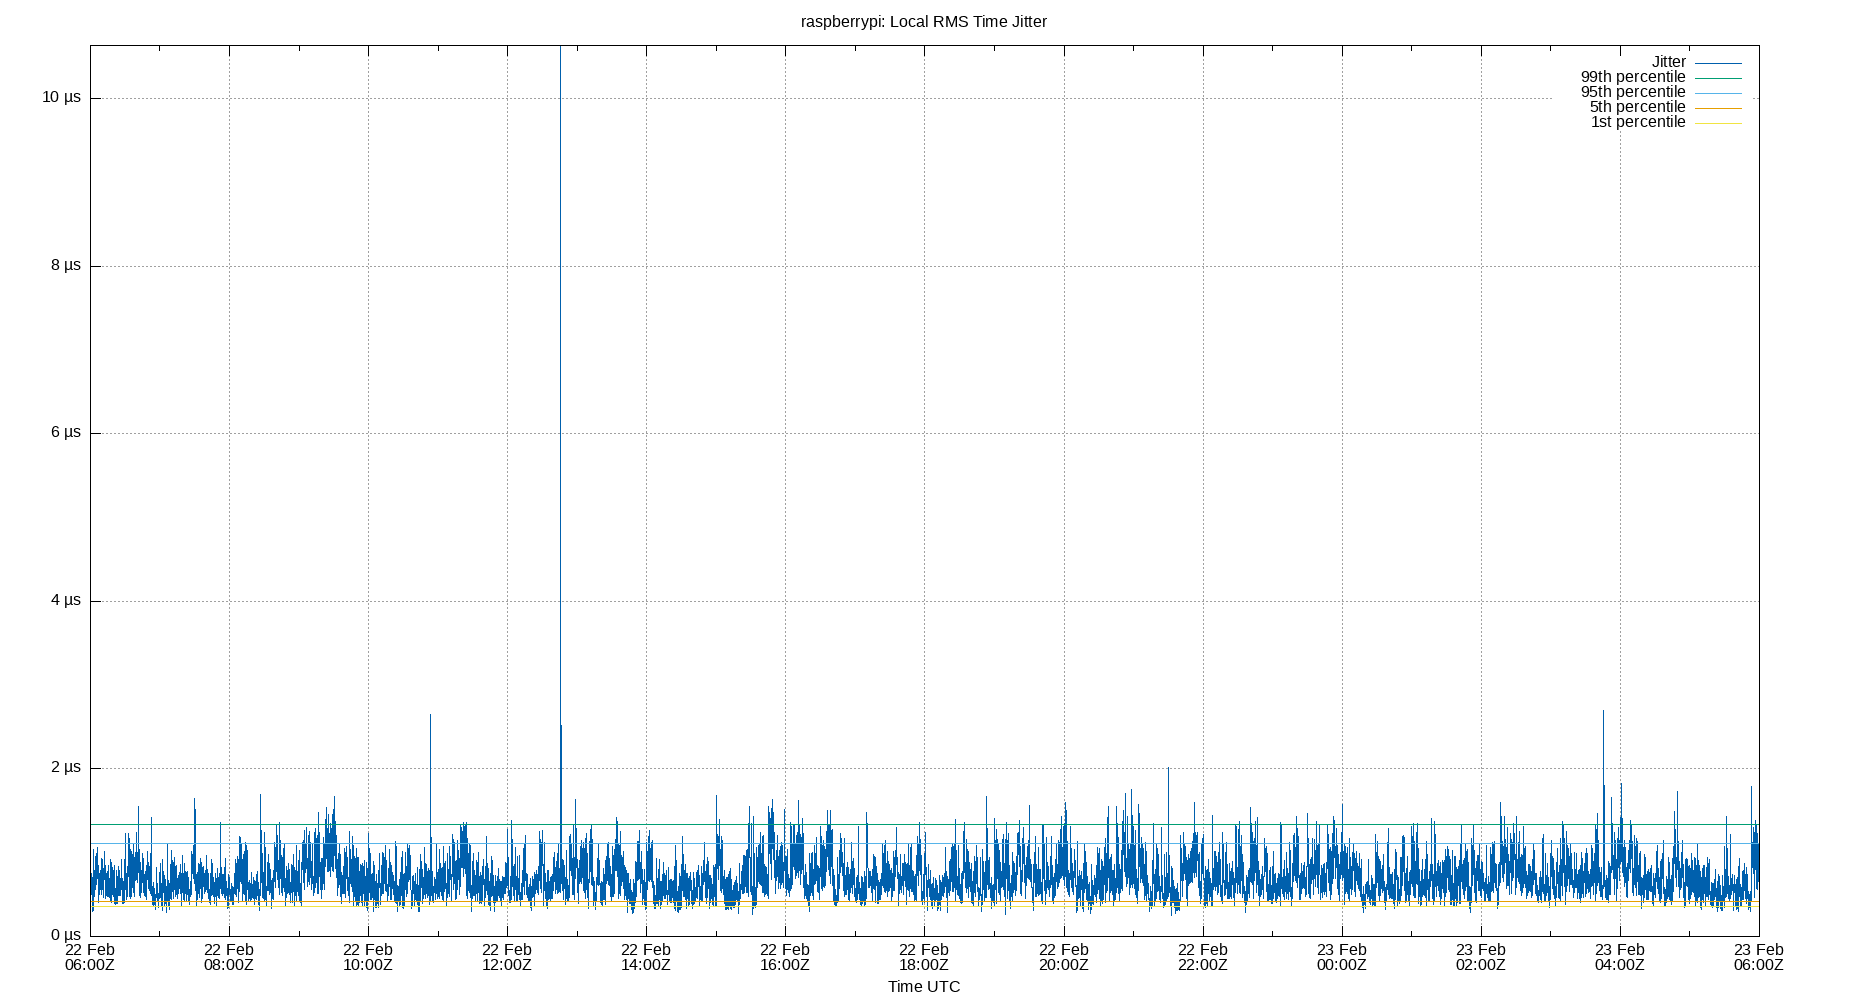 raspberrypi: Local RMS Time Jitter
Jitter
99th percentile
95th percentile
5th percentile
1st percentile
10 µs
8 µs
6 µs
4 µs
2 µs
0 µs
22 Feb 22 Feb 22 Feb 22 Feb 22 Feb 22 Feb 22 Feb 22 Feb 22 Feb 23 Feb 23 Feb 23 Feb 23 Feb
06:00Z 08:00Z 10:00Z 12:00Z 14:00Z 16:00Z 18:00Z 20:00Z 22:00Z 00:00Z 02:00Z 04:00Z 06:00Z
Time UTC